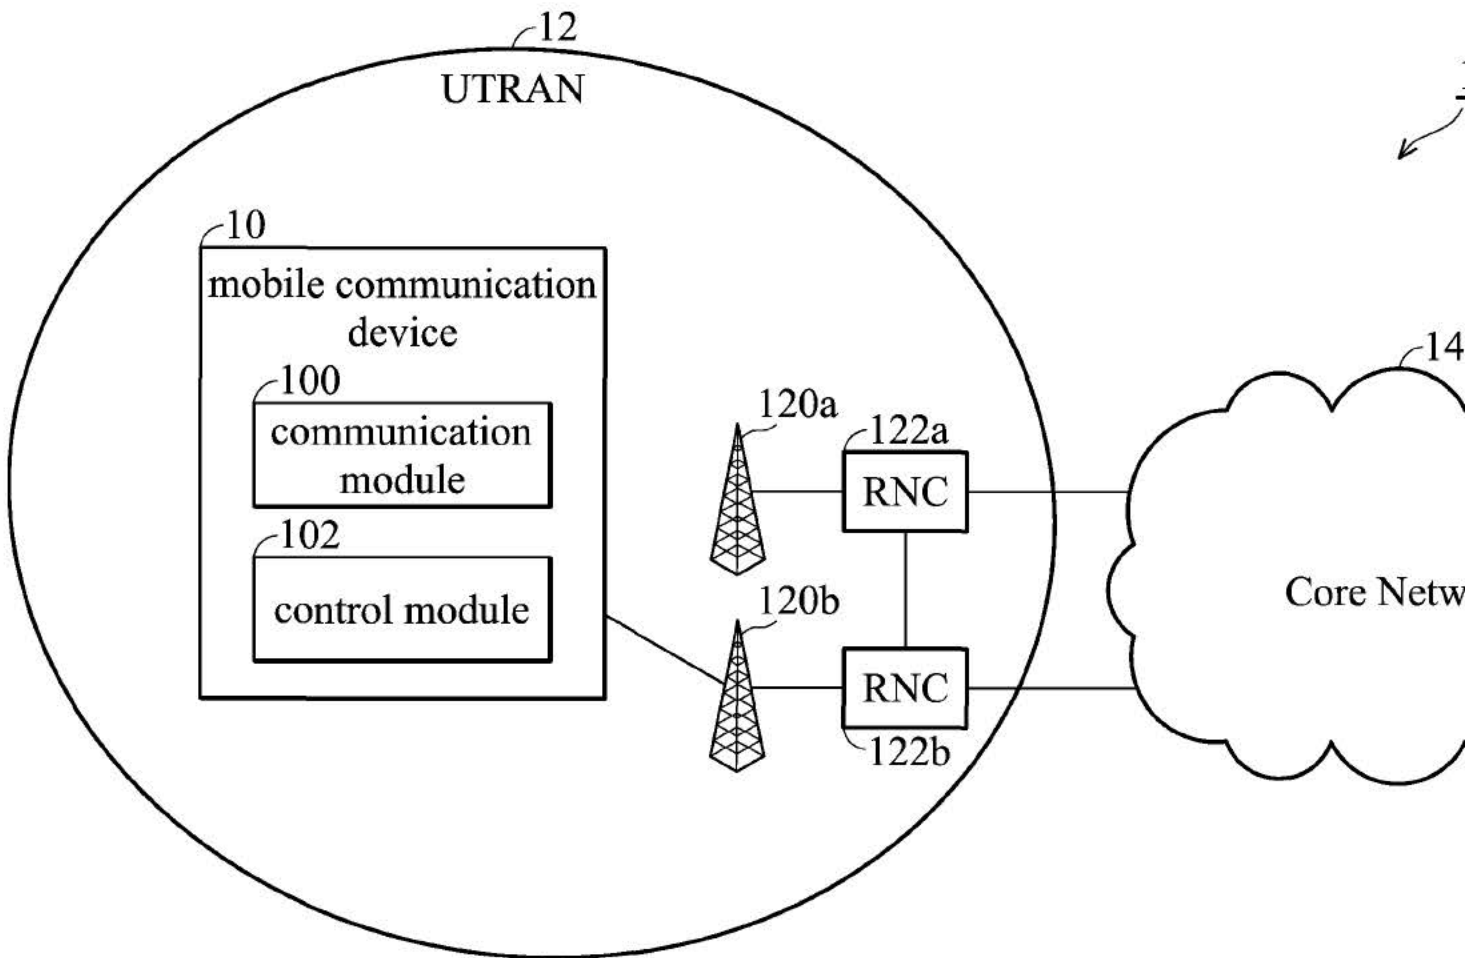 12
UTRAN
10
mobile communication
device
100
communication
module
102
control module
120a
122a
RNC
120b
RNC
122b
14
Core